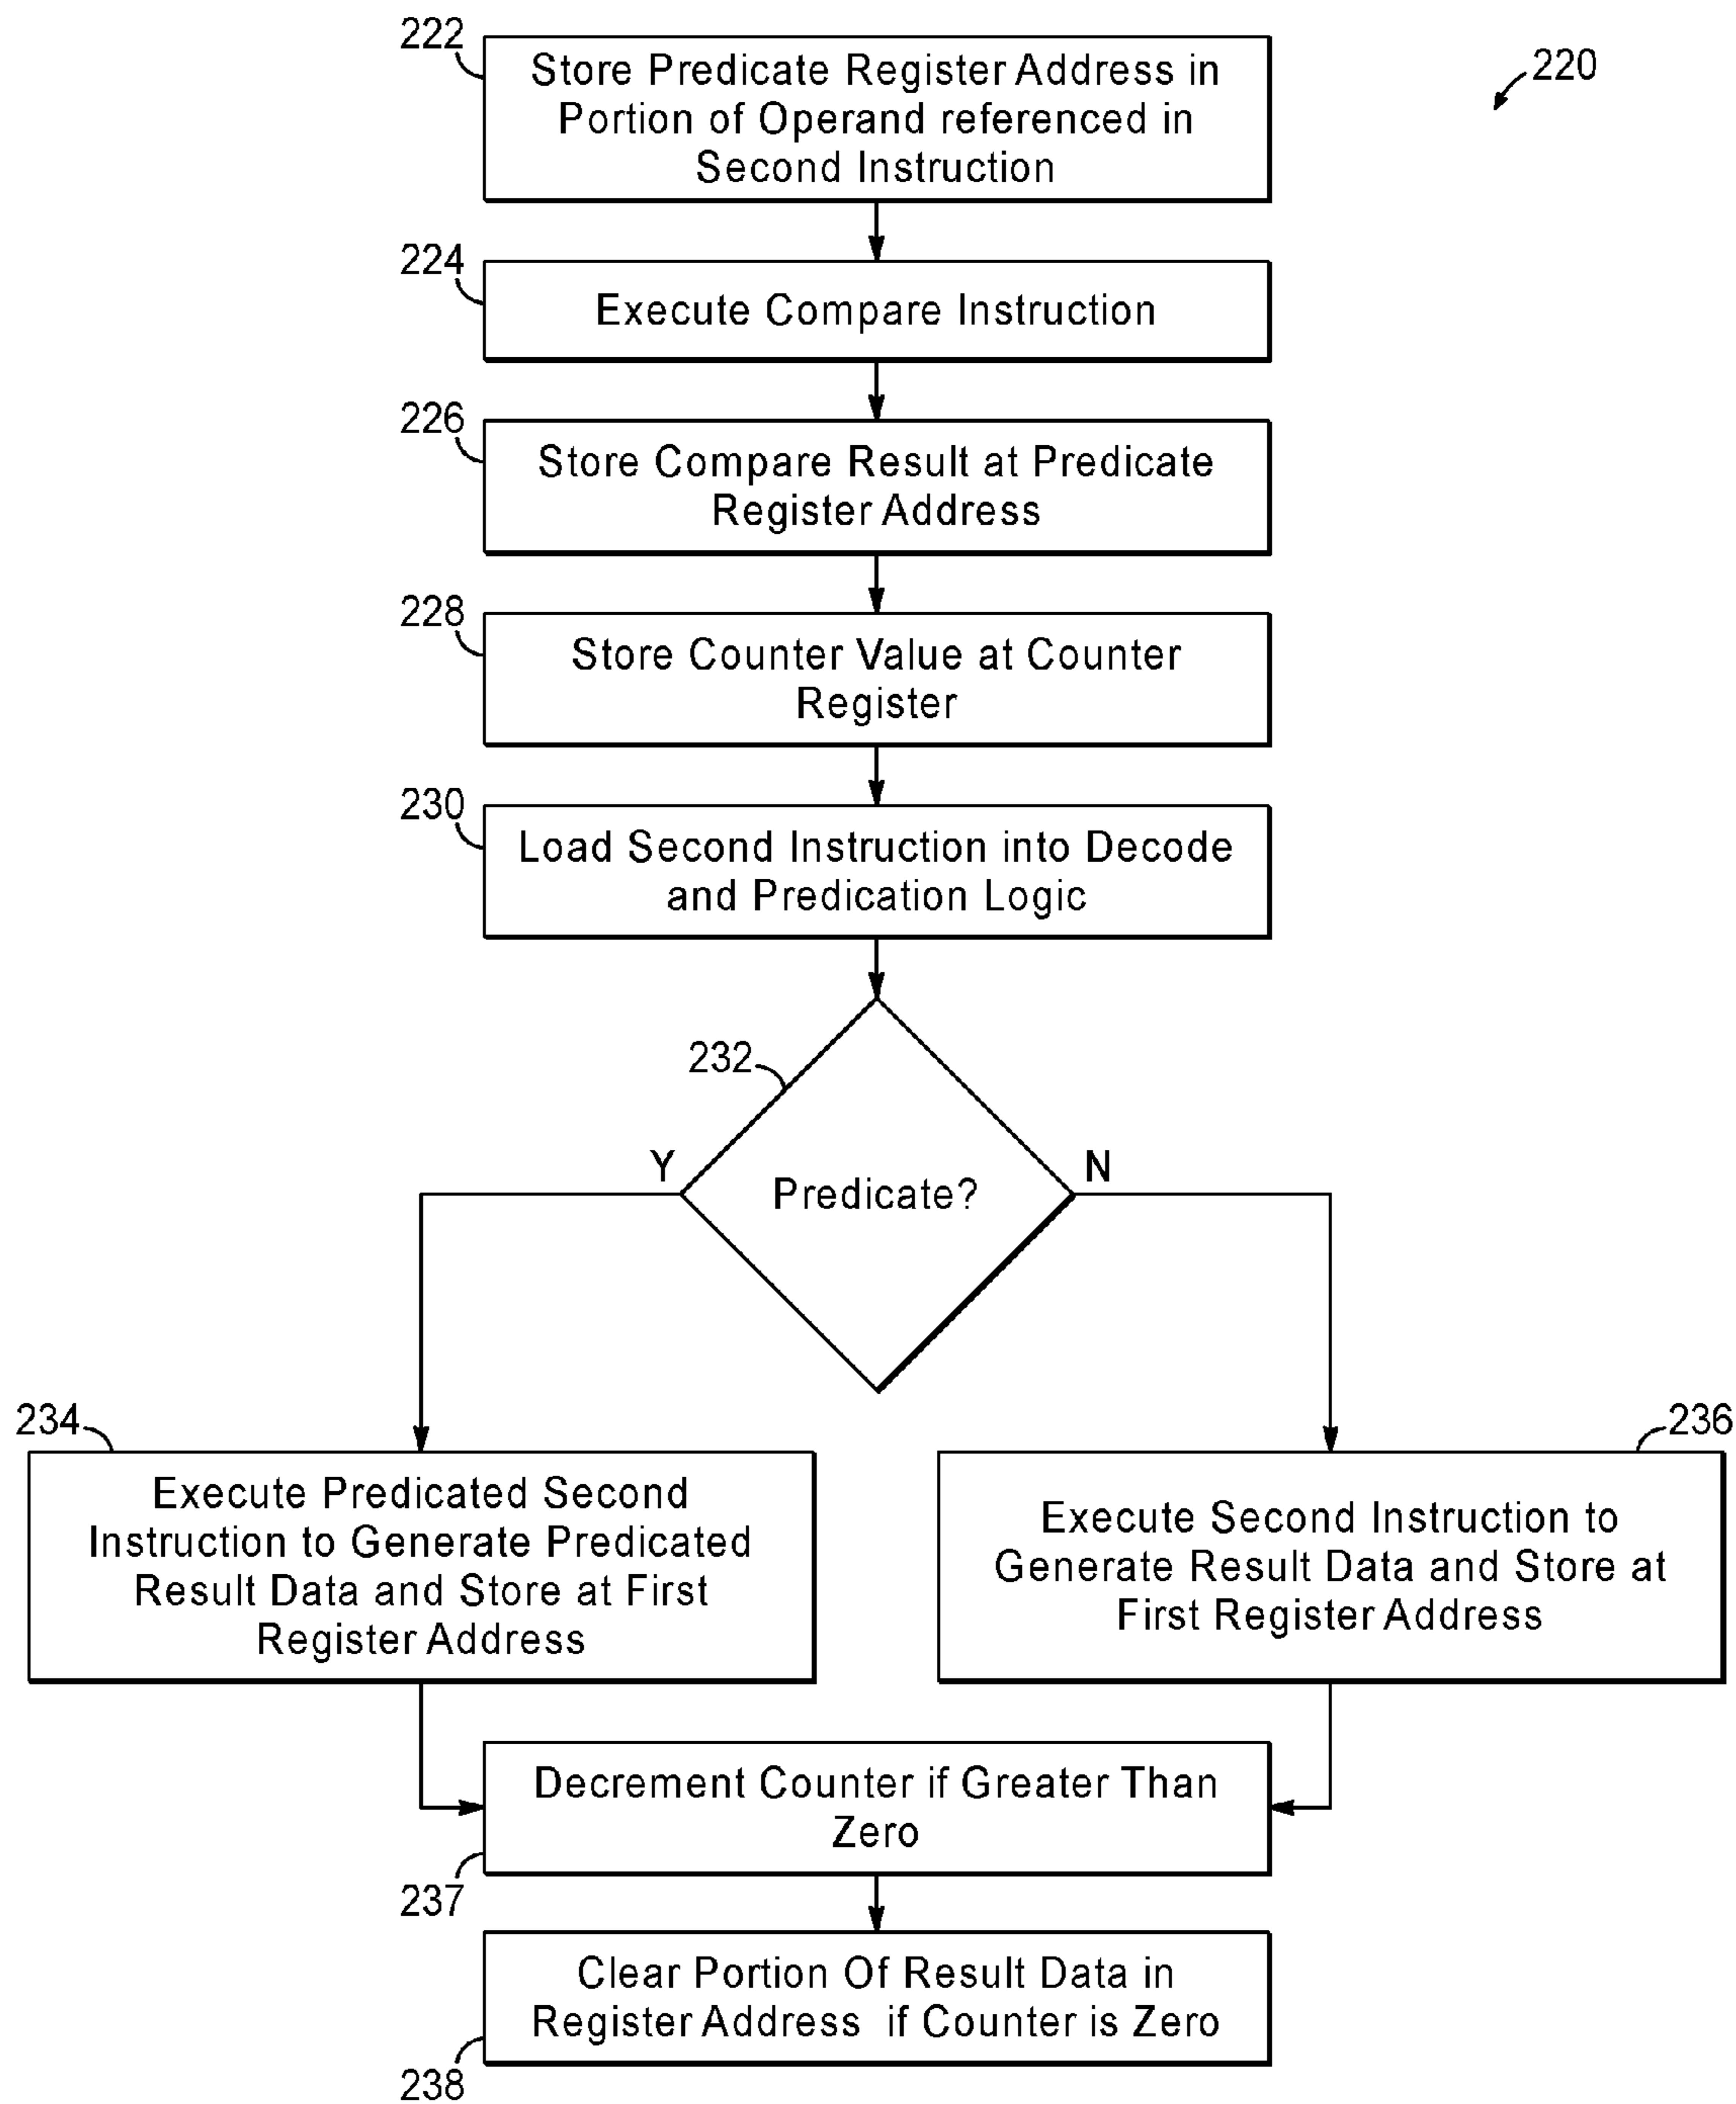 222
220
Store Predicate Register Address in
Portion of Operand referenced in
Second Instruction
224
Execute Compare Instruction
226
Store Compare Result at Predicate
Register Address
228
Store Counter Value at Counter
Register
230
Load Second Instruction into Decode
and Predication Logic
232
Y
N
Predicate?
234
Execute Predicated Second
Instruction to Generate Predicated
Result Data and Store at First
Register Address
236
Execute Second Instruction to
Generate Result Data and Store at
First Register Address
Decrement Counter if Greater Than
Zero
237
Clear Portion Of Result Data in
Register Address if Counter is Zero
238